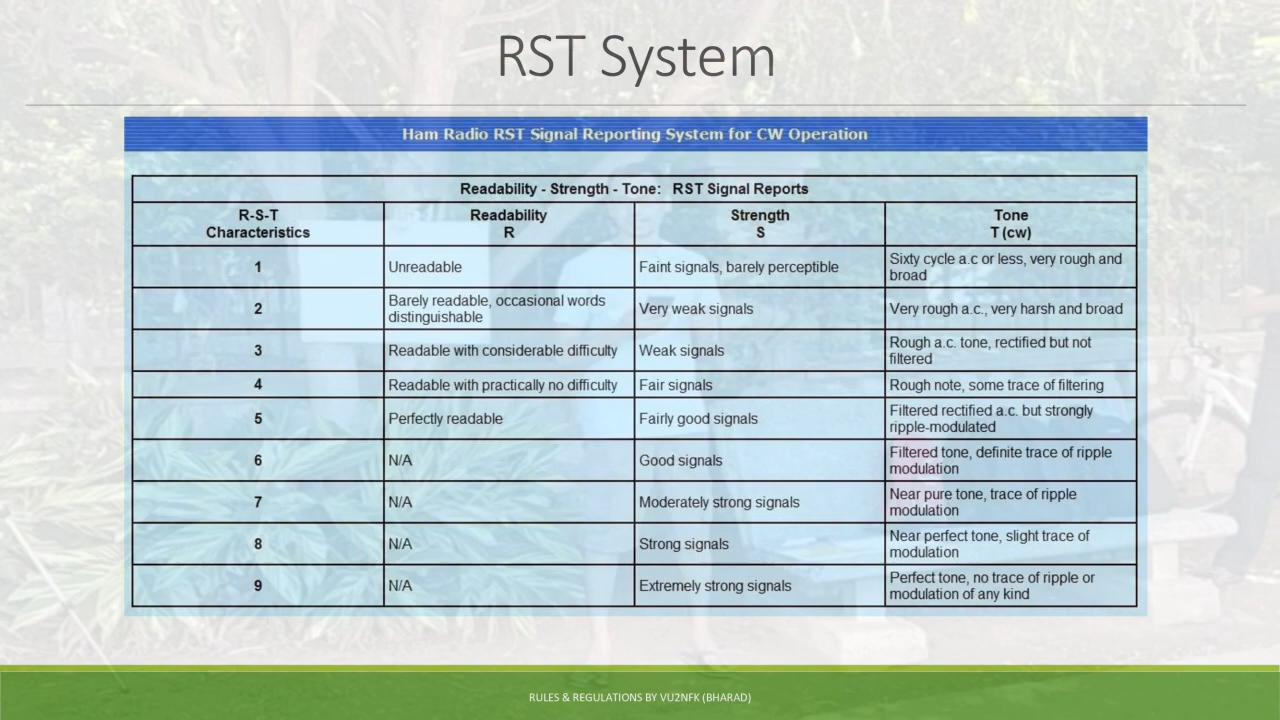 RST System
Ham Radio RST Signal Reporting System for CW Operation
Readability - Strength - Tone: RST Signal Reports
R-S-T
Characteristics
Readability
R
Strength
S
Tone
T (cw)
1
Unreadable
Faint signals, barely perceptible
Sixty cycle a.c or less, very rough and
broad
2
Barely readable, occasional words
distinguishable
Very weak signals
Very rough a.c., very harsh and broad
3
Readable with considerable difficulty
Weak signals
Rough a.c. tone, rectified but not
filtered
4
Readable with practically no difficulty
Fair signals
Rough note, some trace of filtering
5
Perfectly readable
Fairly good signals
Filtered rectified a.c. but strongly
ripple-modulated
6
N/A
Good signals
Filtered tone, definite trace of ripple
modulation
7
N/A
Moderately strong signals
Near pure tone, trace of ripple
modulation
8
N/A
Strong signals
Near perfect tone, slight trace of
modulation
9
N/A
Extremely strong signals
Perfect tone, no trace of ripple or
modulation of any kind
RULES & REGULATIONS BY VU2NFK (BHARAD)